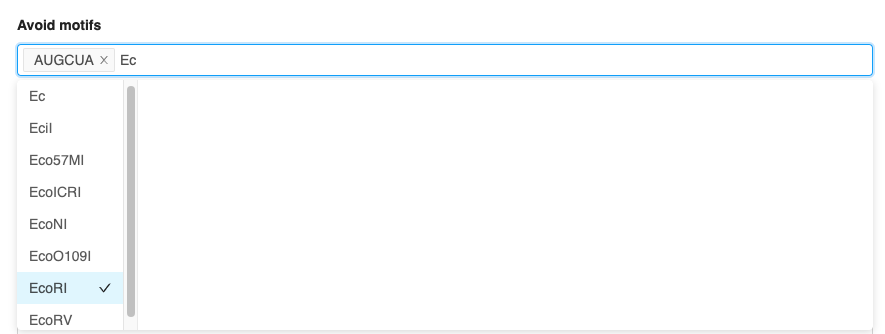 Avoid motifs
AUGCUA × Ec
Ec
EciI
Eco57MI
EcoICRI
EcoNI
EcoO109I
EcoRI
EcoRV